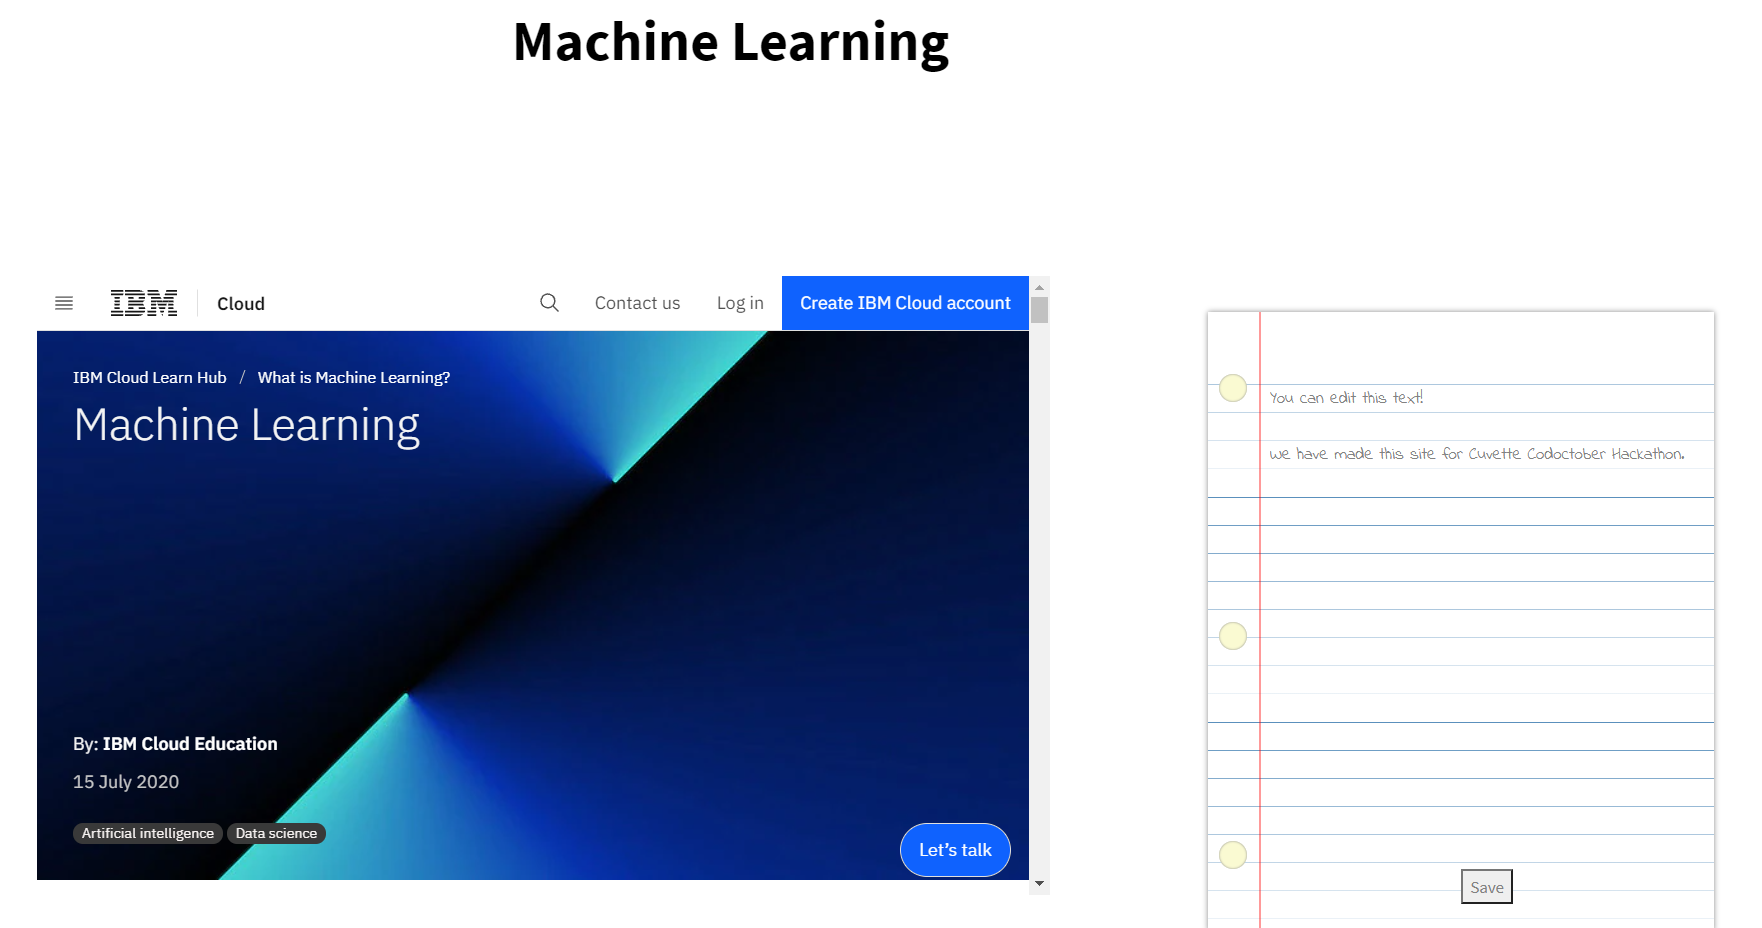 Machine Learning
IBM Cloud
Contact us
Log in
Create IBM Cloud account
IBM Cloud Learn Hub / What is Machine Learning?
Machine Learning
By: IBM Cloud Education
15 July 2020
Artificial intelligence
Data science
Let's talk
You can edit this text!
We have made this site for Cuvette Codoctober Hackathon.
Save